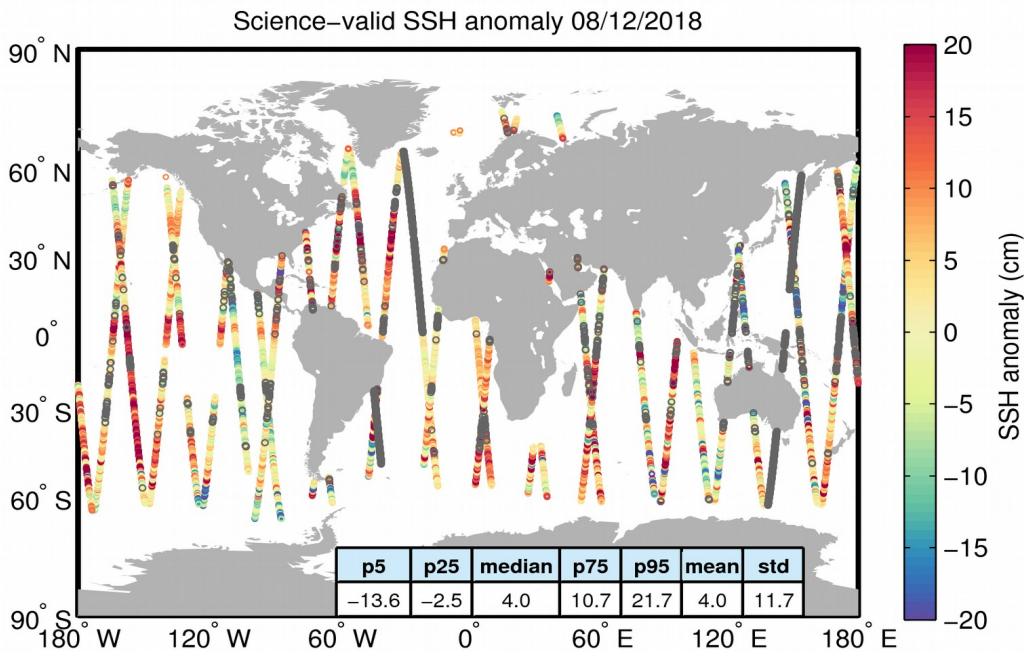 Science−valid SSH anomaly 08/12/2018
90° N
60° N
30° N
0°
30° S
60° S
90° S
180° W
120° W
60° W
0°
60° E
120° E
180° E
p5 p25 median p75 p95 mean std
−13.6 −2.5 4.0 10.7 21.7 4.0 11.7
20
15
10
5
0
−5
−10
−15
−20
SSH anomaly (cm)